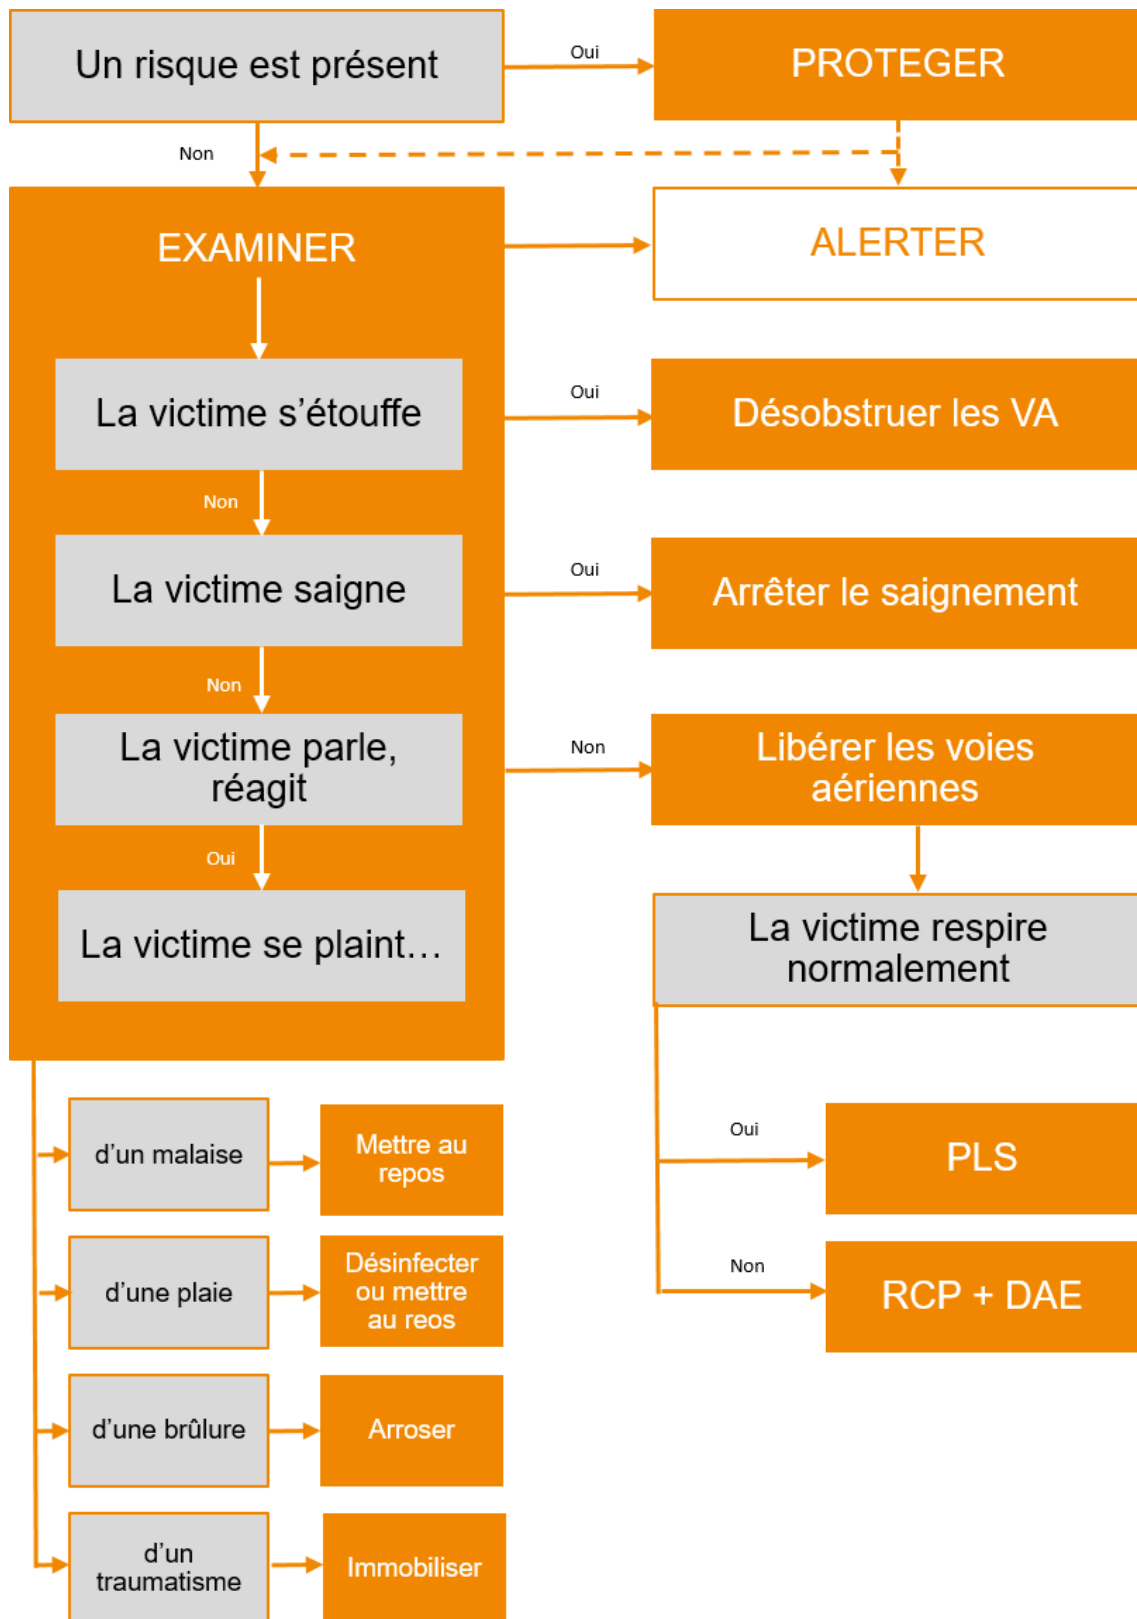 Un risque est présent
Oui
PROTEGER
Non
EXAMINER
ALERTER
La victime s’étouffe
Oui
Désobstruer les VA
Non
La victime saigne
Oui
Arrêter le saignement
Non
La victime parle,
réagit
Non
Libérer les voies
aériennes
Oui
La victime se plaint…
La victime respire
normalement
d’un malaise
Mettre au
repos
Oui
PLS
d’une plaie
Désinfecter
ou mettre
au reos
Non
RCP + DAE
d’une brûlure
Arroser
d’un
traumatisme
Immobiliser